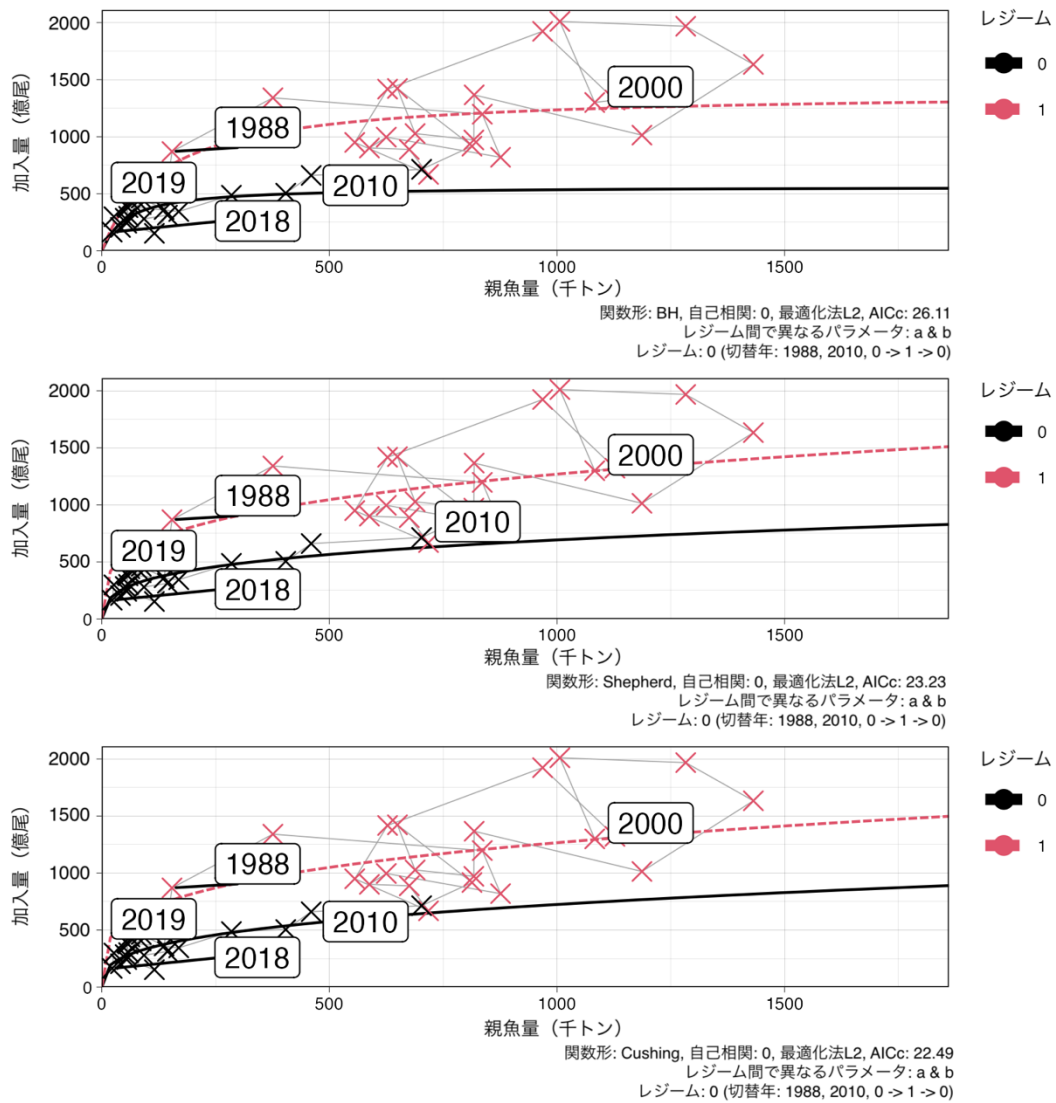 2000
1500
1000
500
0
加入量（億尾）
1988
2000
2019
2010
2018
0
500
1000
1500
親魚量（千トン）
レジーム
0
1
関数形: BH, 自己相関: 0, 最適化法L2, AICc: 26.11
レジーム間で異なるパラメータ: a & b
レジーム: 0 (切替年: 1988, 2010, 0 -> 1 -> 0)
2000
1500
1000
500
0
加入量（億尾）
2000
1988
2010
2019
2018
0
500
1000
1500
親魚量（千トン）
レジーム
0
1
関数形: Shepherd, 自己相関: 0, 最適化法L2, AICc: 23.23
レジーム間で異なるパラメータ: a & b
レジーム: 0 (切替年: 1988, 2010, 0 -> 1 -> 0)
2000
1500
1000
500
0
加入量（億尾）
2000
1988
2019
2010
2018
0
500
1000
1500
親魚量（千トン）
レジーム
0
1
関数形: Cushing, 自己相関: 0, 最適化法L2, AICc: 22.49
レジーム間で異なるパラメータ: a & b
レジーム: 0 (切替年: 1988, 2010, 0 -> 1 -> 0)